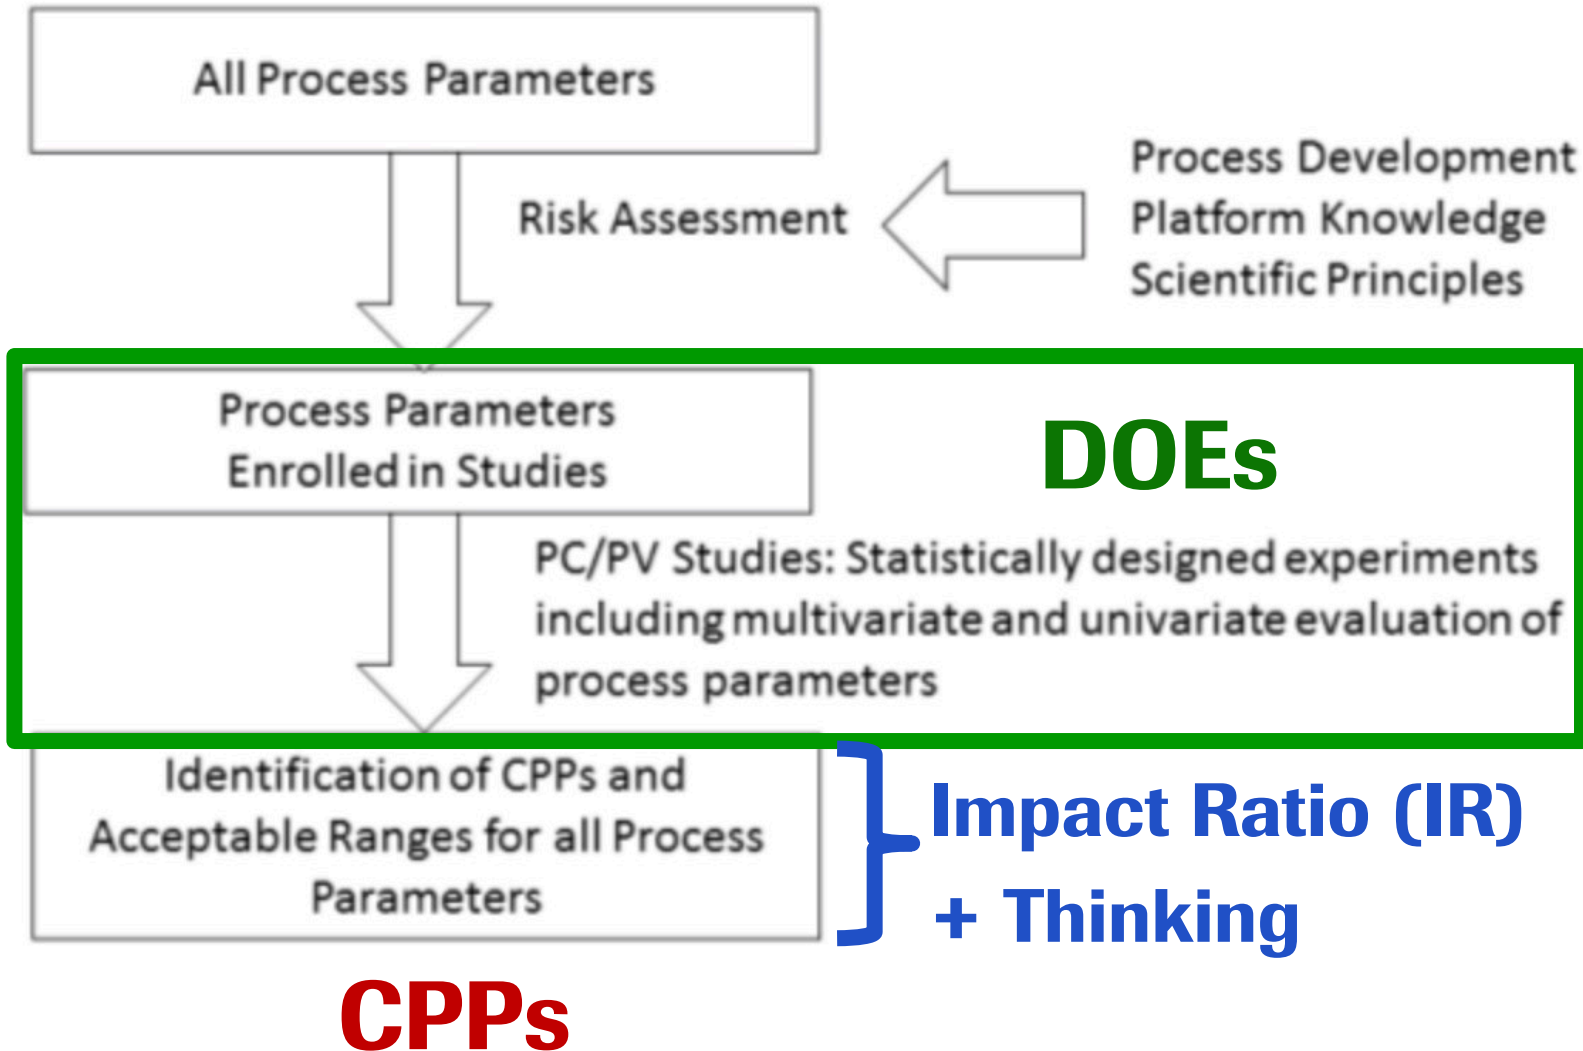 All Process Parameters
Risk Assessment
Process Development
Platform Knowledge
Scientific Principles
Process Parameters
Enrolled in Studies
DOEs
PC/PV Studies: Statistically designed experiments
including multivariate and univariate evaluation of
process parameters
Identification of CPPs and
Acceptable Ranges for all Process
Parameters
Impact Ratio (IR)
+ Thinking
CPPs